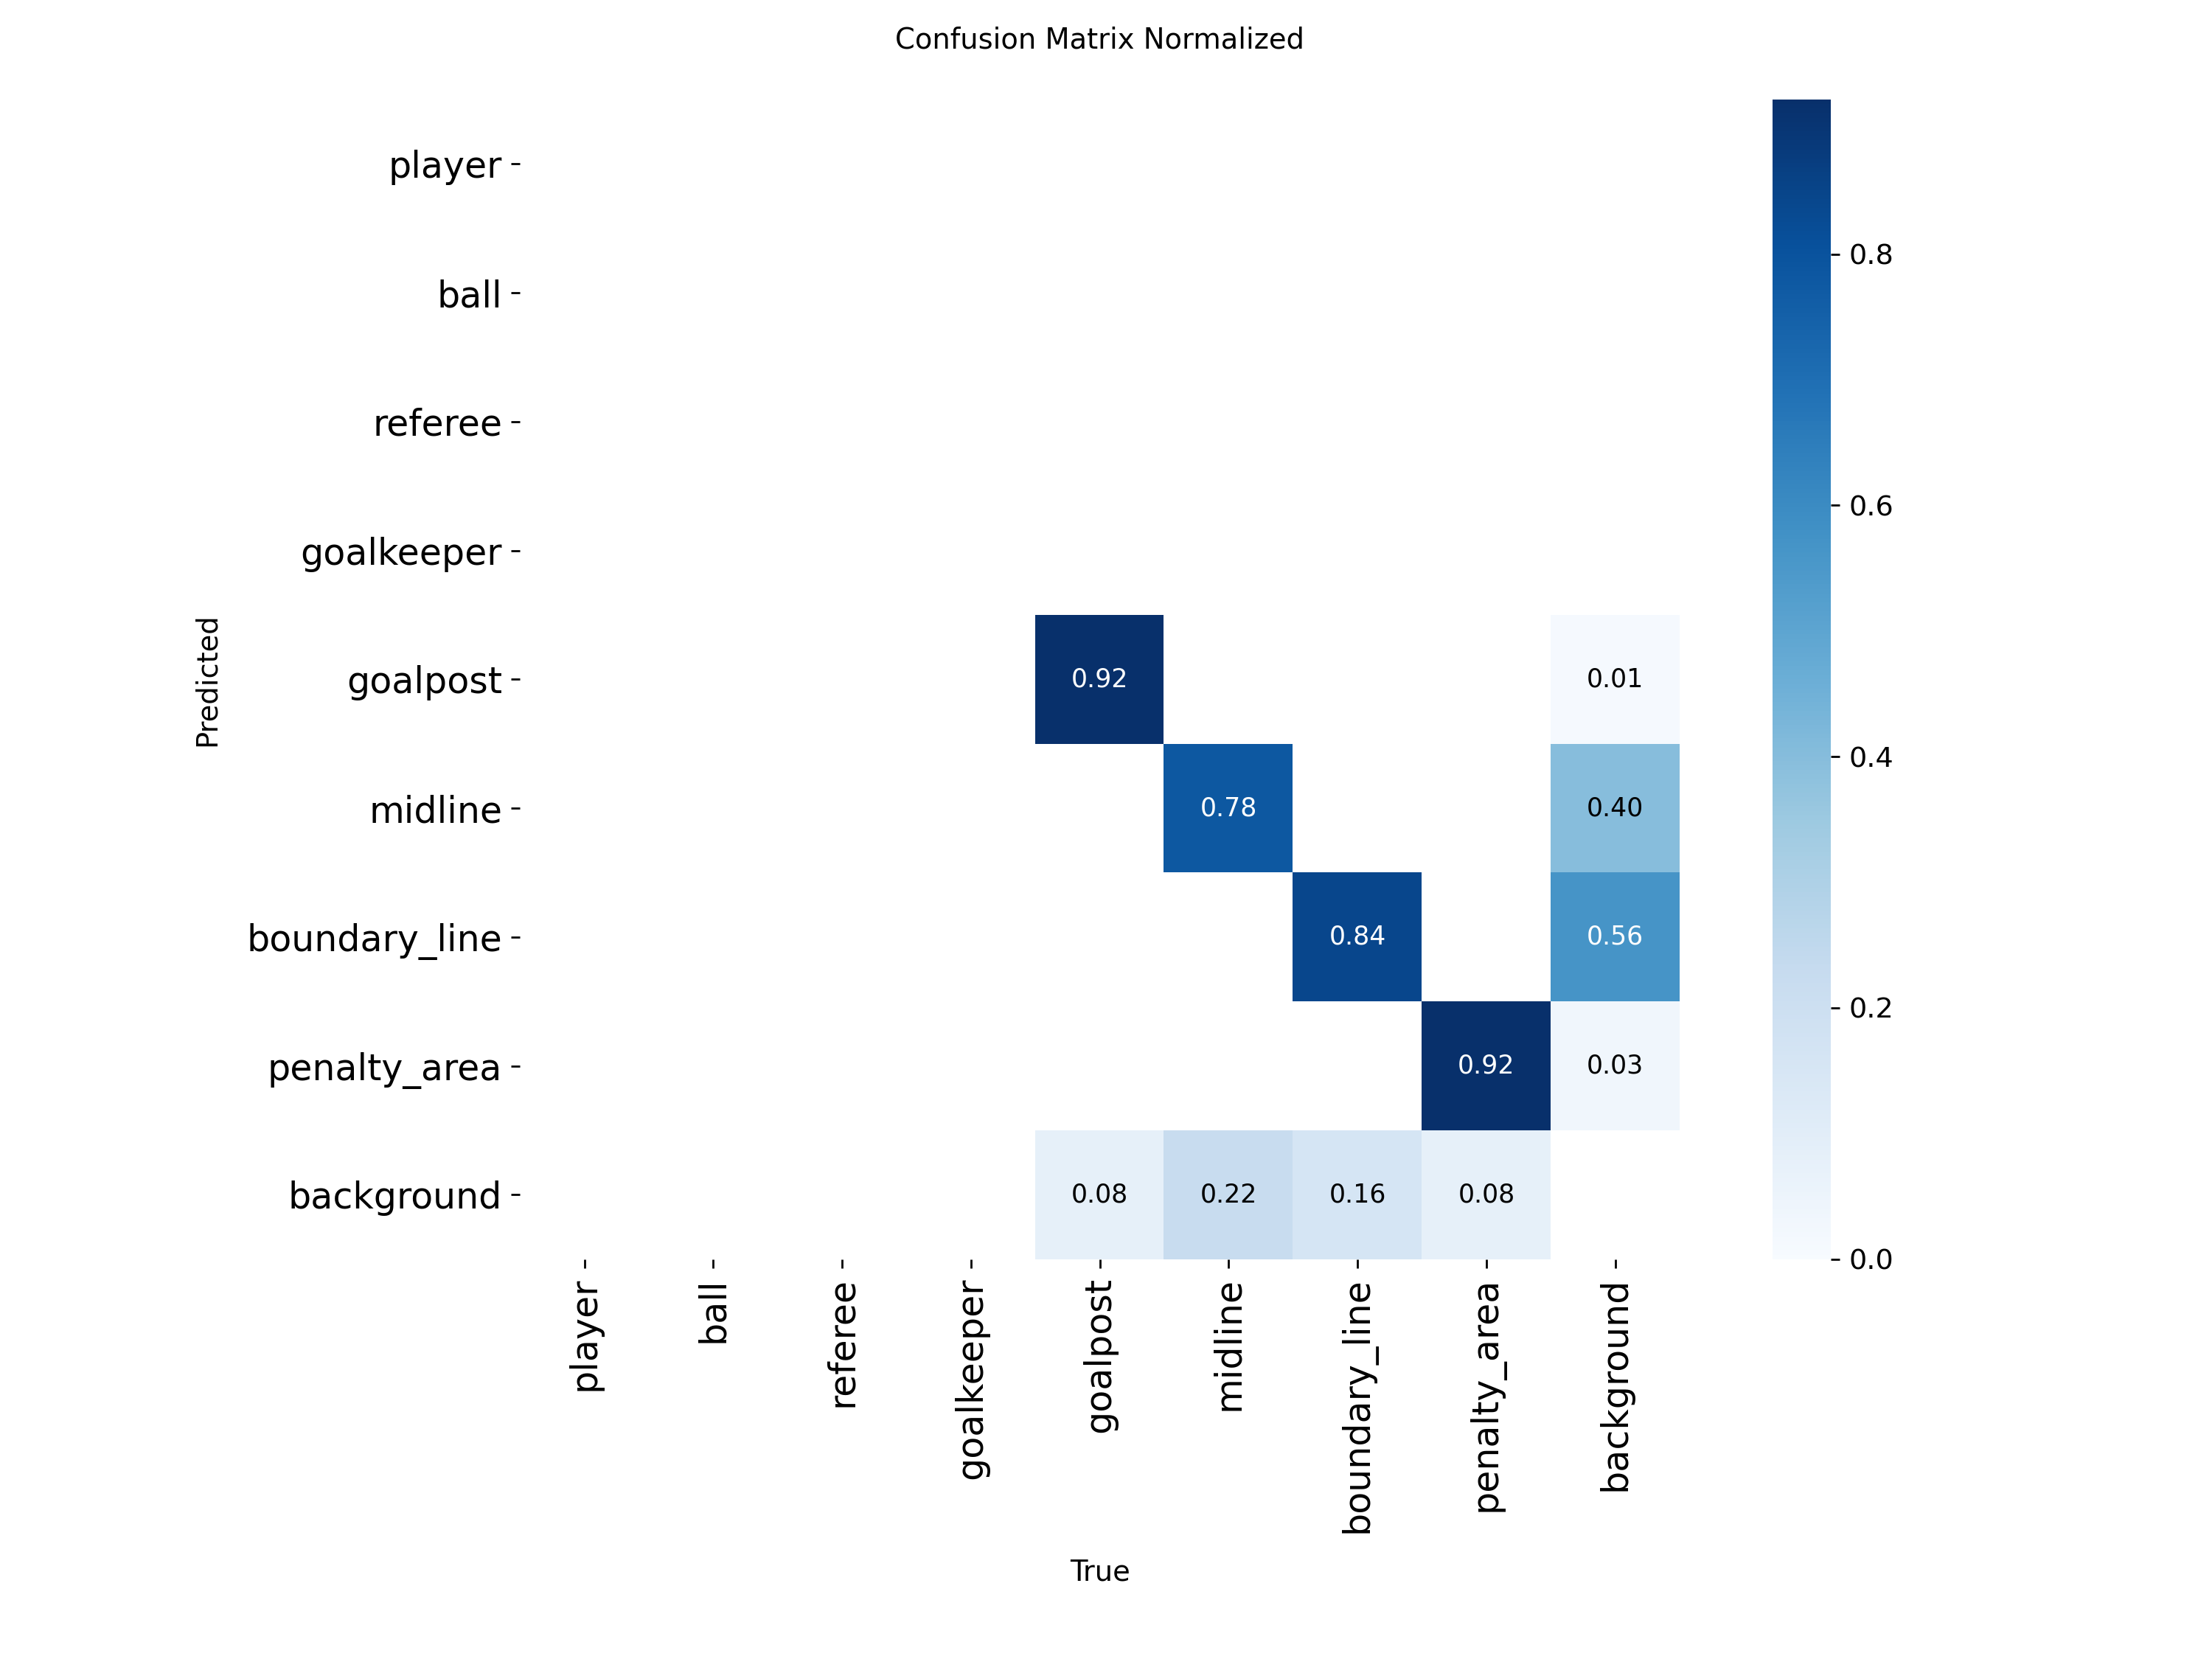 Confusion Matrix Normalized
player
ball
referee
goalkeeper
goalpost
midline
boundary_line
penalty_area
background
Predicted
0.92 0.01
0.78 0.40
0.84 0.56
0.92 0.03
0.08 0.22 0.16 0.08
player
ball
referee
goalkeeper
goalpost
midline
boundary_line
penalty_area
background
True
0.8
0.6
0.4
0.2
0.0